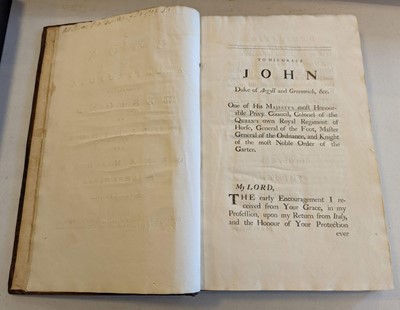 TO HIS GRACE
JOHN
Duke of Argyll and Greenwich, &c.
One of His MAJESTY's most Honour-
able Privy Council, Colonel of the
QUEEN's own Royal Regiment of
Horse, General of the Foot, Master
General of the Ordnance, and Knight
of the most Noble Order of the
Garter.
My LORD,
THE early Encouragement I re-
ceived from Your Grace, in my
Profession, upon my Return from Italy,
and the Honour of Your Protection
ever